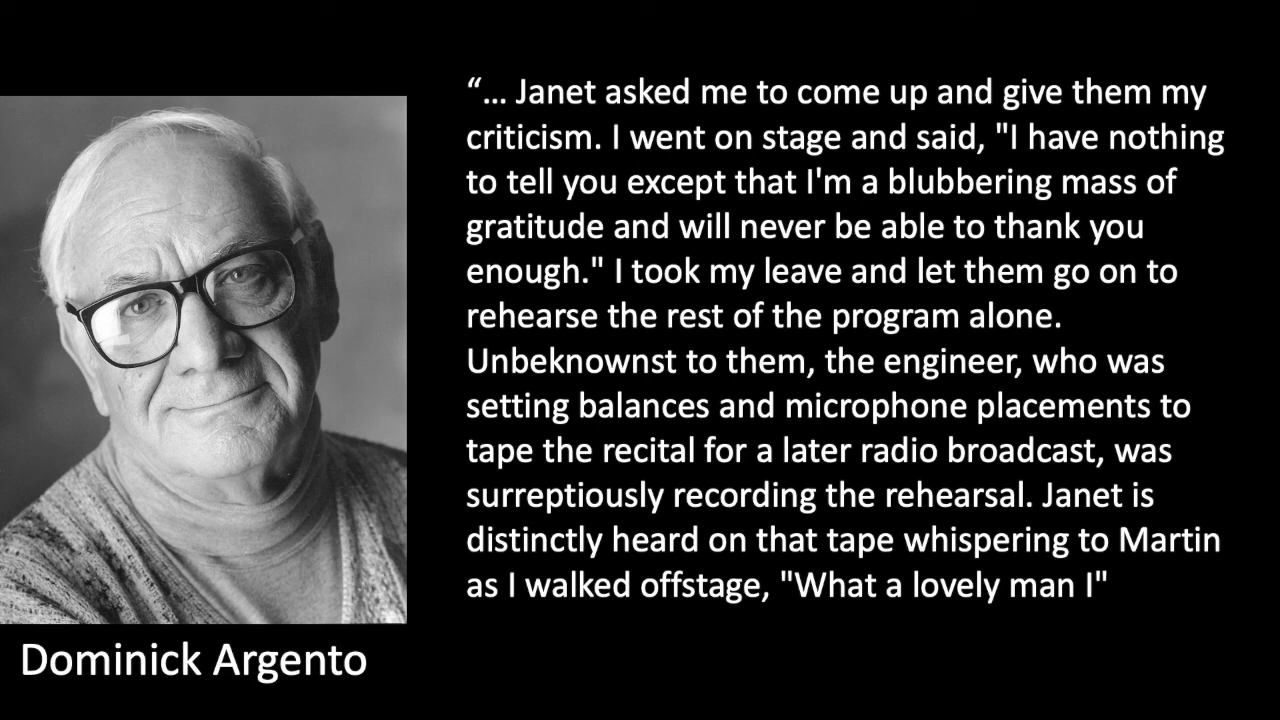 “... Janet asked me to come up and give them my
criticism. I went on stage and said, "I have nothing
to tell you except that I'm a blubbering mass of
gratitude and will never be able to thank you
enough." I took my leave and let them go on to
rehearse the rest of the program alone.
Unbeknownst to them, the engineer, who was
setting balances and microphone placements to
tape the recital for a later radio broadcast, was
surreptiously recording the rehearsal. Janet is
distinctly heard on that tape whispering to Martin
as I walked offstage, "What a lovely man I"
Dominick Argento